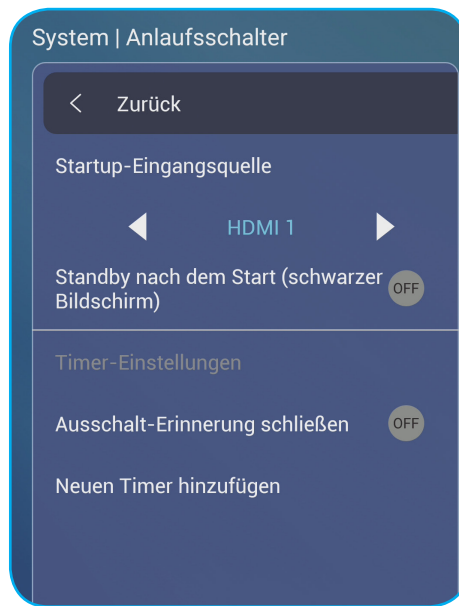 System | Anlaufsschalter
Zurück
Startup-Eingangsquelle
HDMI 1
Standby nach dem Start (schwarzer
Bildschirm)
OFF
Timer-Einstellungen
Ausschalt-Erinnerung schließen
OFF
Neuen Timer hinzufügen